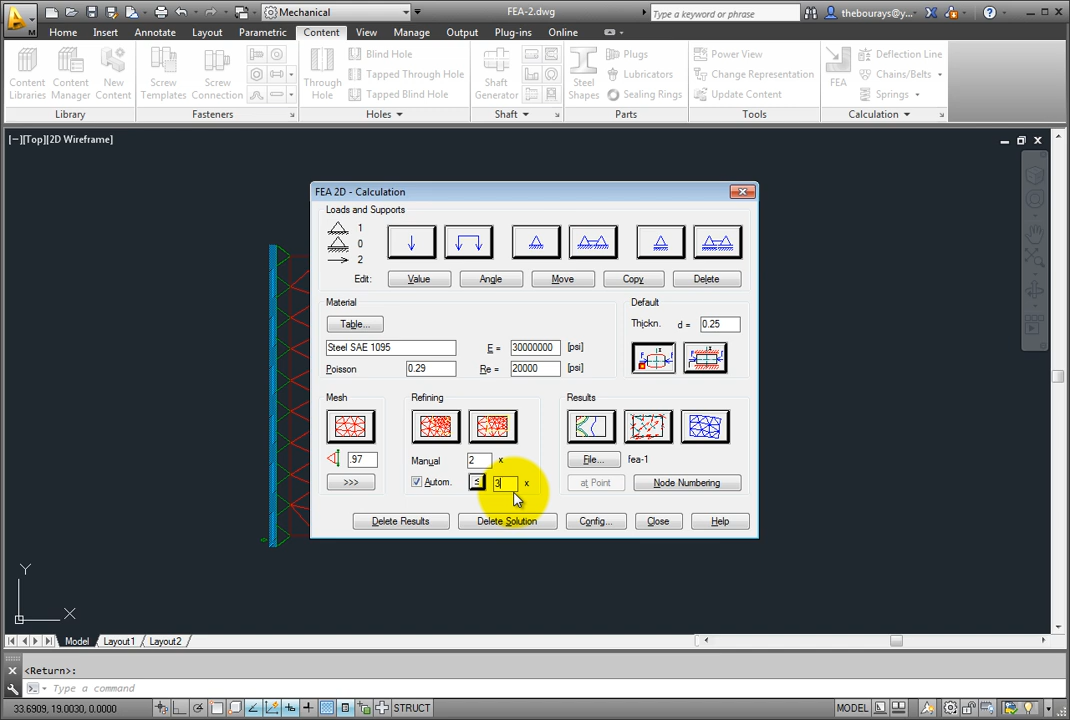 Mechanical
FEA-2.dwg
Type a keyword or phrase
thebourays@y...
Home Insert Annotate Layout Parametric Content View Manage Output Plug-ins Online
Content Libraries
Content Manager
New Content
Library
Screw Templates
Screw Connection
Fasteners
Through Hole
Blind Hole
Tapped Through Hole
Tapped Blind Hole
Holes
Shaft Generator
Shaft
Steel Shapes
Plugs
Lubricators
Sealing Rings
Parts
Power View
Change Representation
Update Content
Tools
FEA
Deflection Line
Chains/Belts
Springs
Calculation
[−][Top][2D Wireframe]
FEA 2D - Calculation
Loads and Supports
1
0
2
Edit: Value Angle Move Copy Delete
Material
Table...
Steel SAE 1095 E = 30000000 [psi]
Poisson 0.29 Re = 20000 [psi]
Default
Thickn. d = 0.25
Mesh
.97
>>>
Refining
Manual 2 x
Autom. ≤ 3 x
Results
File... fea-1
at Point Node Numbering
Delete Results Delete Solution Config... Close Help
Y
X
Model Layout1 Layout2
<Return>:
Type a command
33.6909, 19.0030, 0.0000 STRUCT MODEL